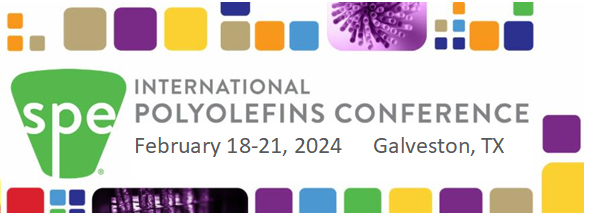 spe
INTERNATIONAL
POLYOLEFINS CONFERENCE
February 18-21, 2024 Galveston, TX